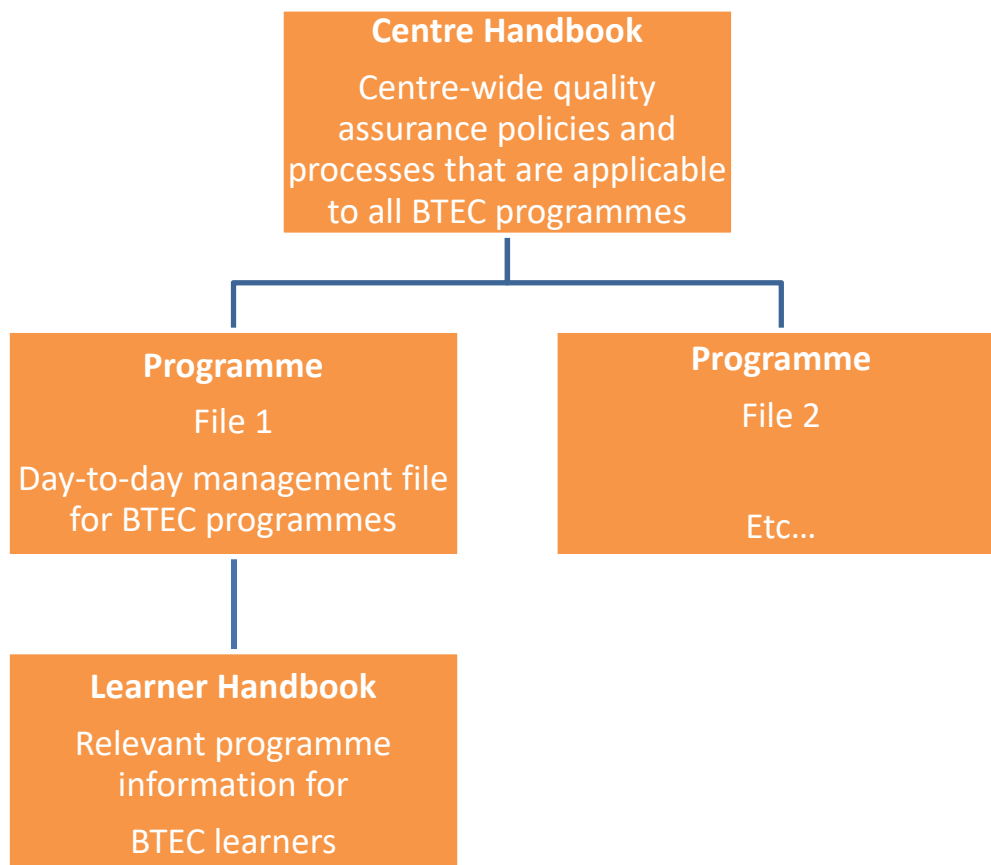 Centre Handbook
Centre-wide quality
assurance policies and
processes that are applicable
to all BTEC programmes
Programme
File 1
Day-to-day management file
for BTEC programmes
Programme
File 2
Etc...
Learner Handbook
Relevant programme
information for
BTEC learners